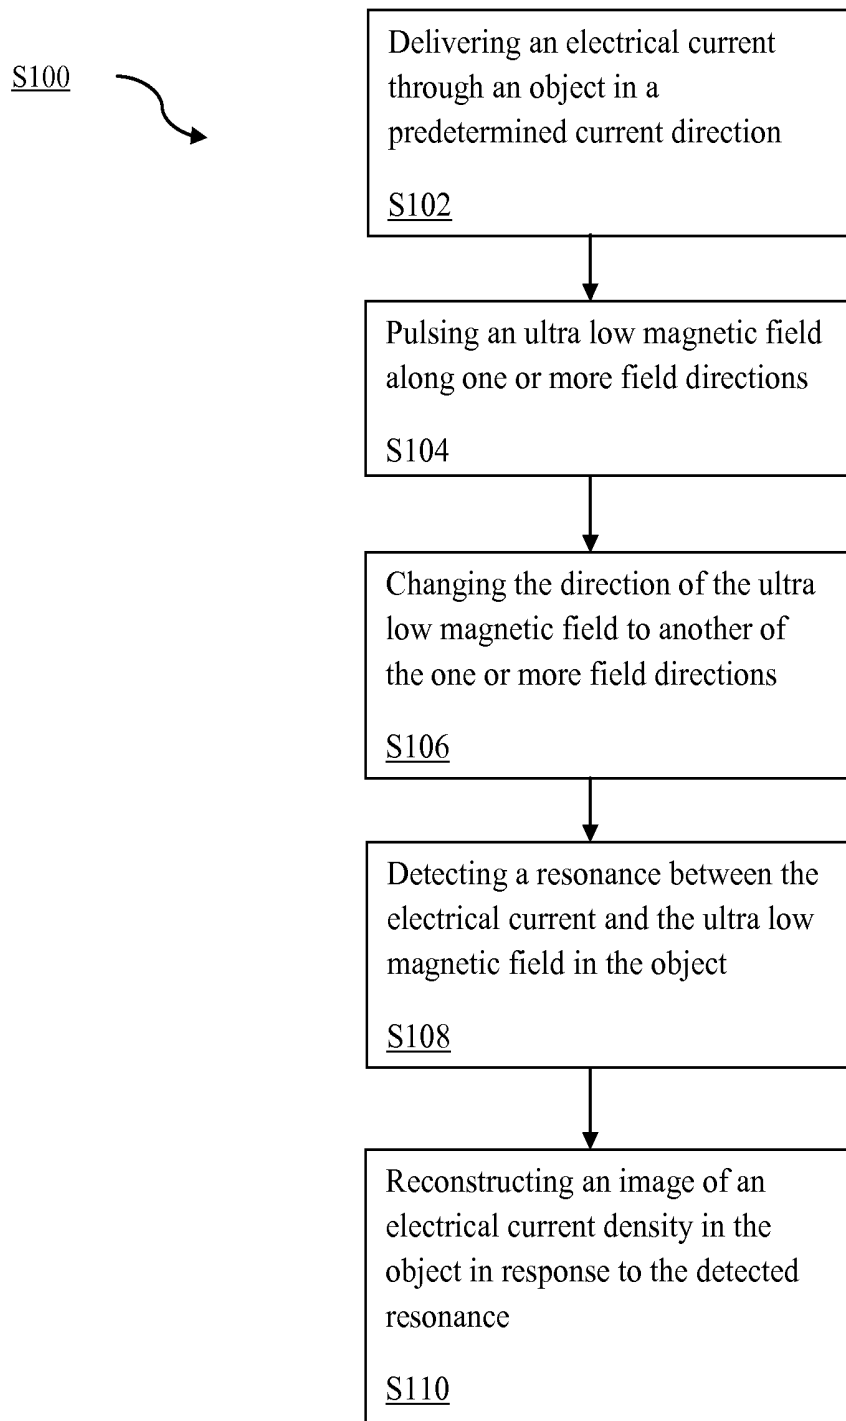 S100
Delivering an electrical current
through an object in a
predetermined current direction
S102
Pulsing an ultra low magnetic field
along one or more field directions
S104
Changing the direction of the ultra
low magnetic field to another of
the one or more field directions
S106
Detecting a resonance between the
electrical current and the ultra low
magnetic field in the object
S108
Reconstructing an image of an
electrical current density in the
object in response to the detected
resonance
S110